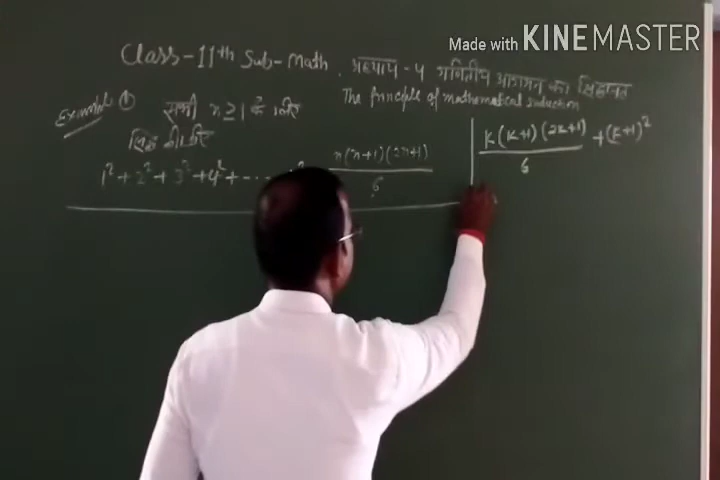 Made with KINEMASTER
Class-11th Sub-Math. अध्याय-4 गणितीय आगमन का सिद्धान्त
The principle of mathematical induction
Example ① सभी n ≥ 1 के लिए
सिद्ध कीजिए
1² + 2² + 3² + 4² + ... n(n+1)(2n+1)/6
k(k+1)(2k+1)/6 + (k+1)²